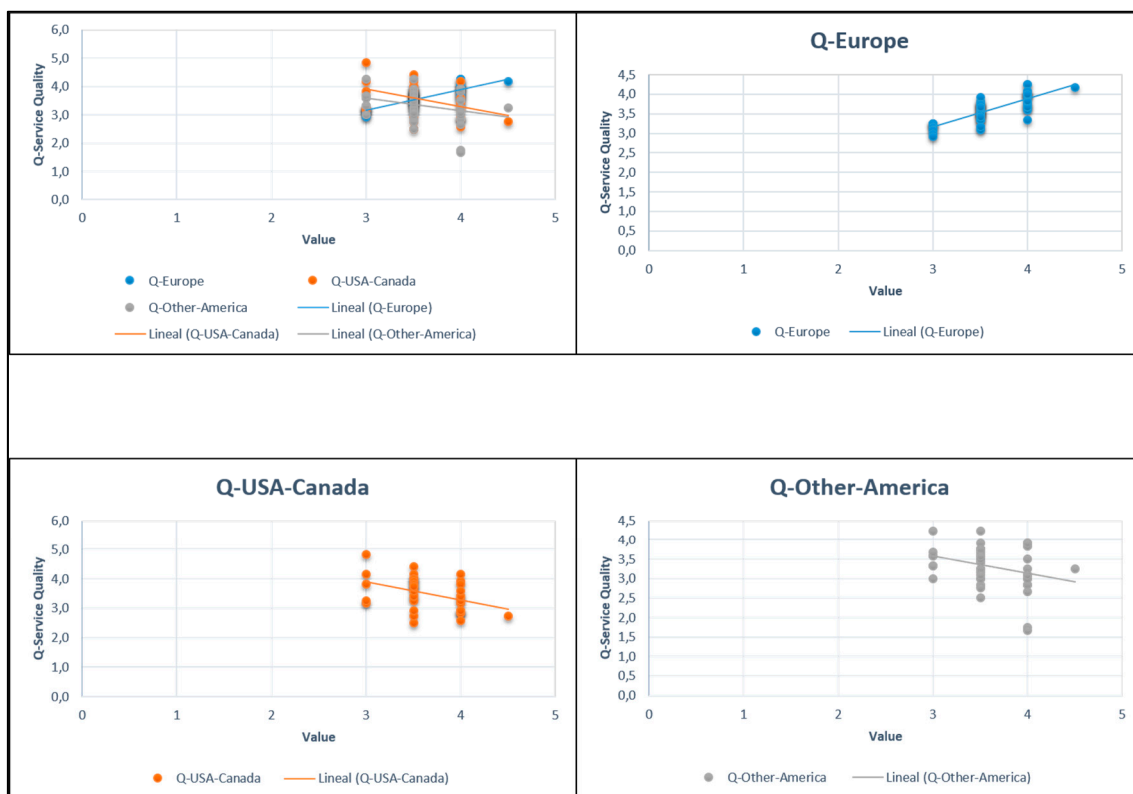 6,0
5,0
4,0
3,0
2,0
1,0
0,0
Q-Service Quality
0 1 2 3 4 5
Value
Q-Europe Q-USA-Canada
Q-Other-America Lineal (Q-Europe)
Lineal (Q-USA-Canada) Lineal (Q-Other-America)
Q-Europe
4,5
4,0
3,5
3,0
2,5
2,0
1,5
1,0
0,5
0,0
Q-Service Quality
0 1 2 3 4 5
Value
Q-Europe Lineal (Q-Europe)
Q-USA-Canada
6,0
5,0
4,0
3,0
2,0
1,0
0,0
Q-Service Quality
0 1 2 3 4 5
Value
Q-USA-Canada Lineal (Q-USA-Canada)
Q-Other-America
4,5
4,0
3,5
3,0
2,5
2,0
1,5
1,0
0,5
0,0
Q-Service Quality
0 1 2 3 4 5
Value
Q-Other-America Lineal (Q-Other-America)